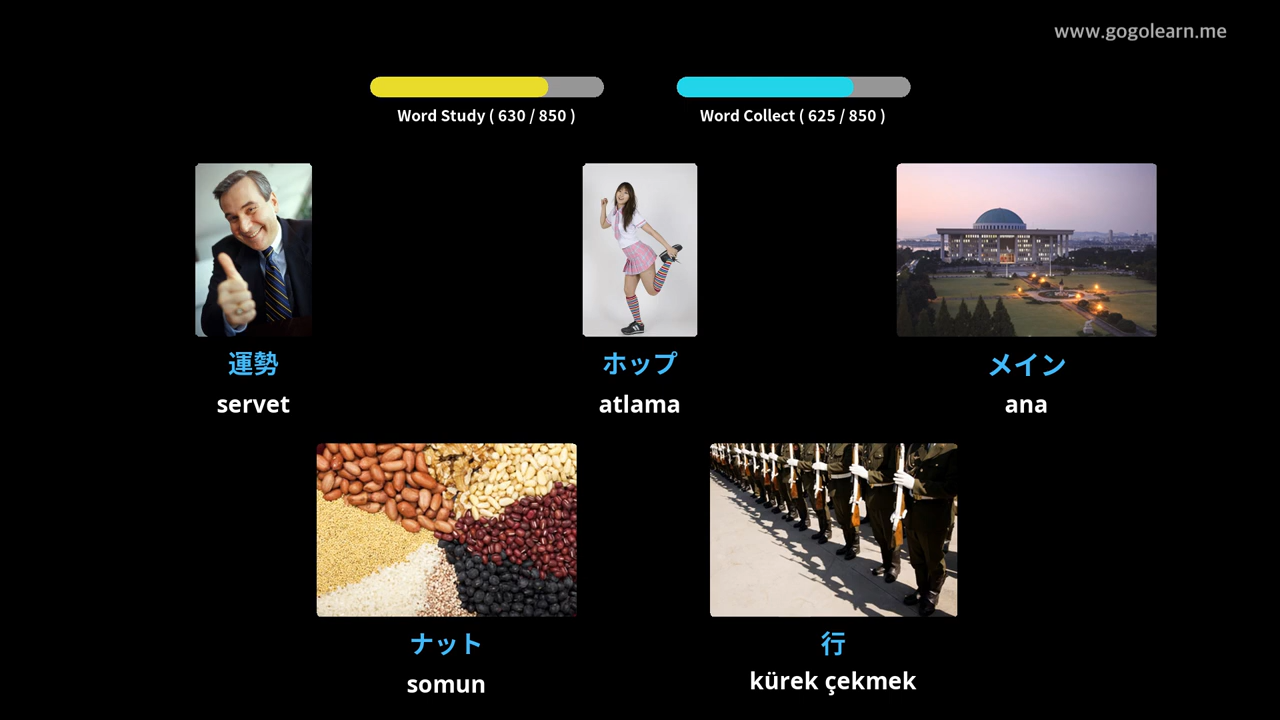 www.gogolearn.me
Word Study ( 630 / 850 )
Word Collect ( 625 / 850 )
運勢
servet
ホップ
atlama
メイン
ana
ナット
somun
行
kürek çekmek